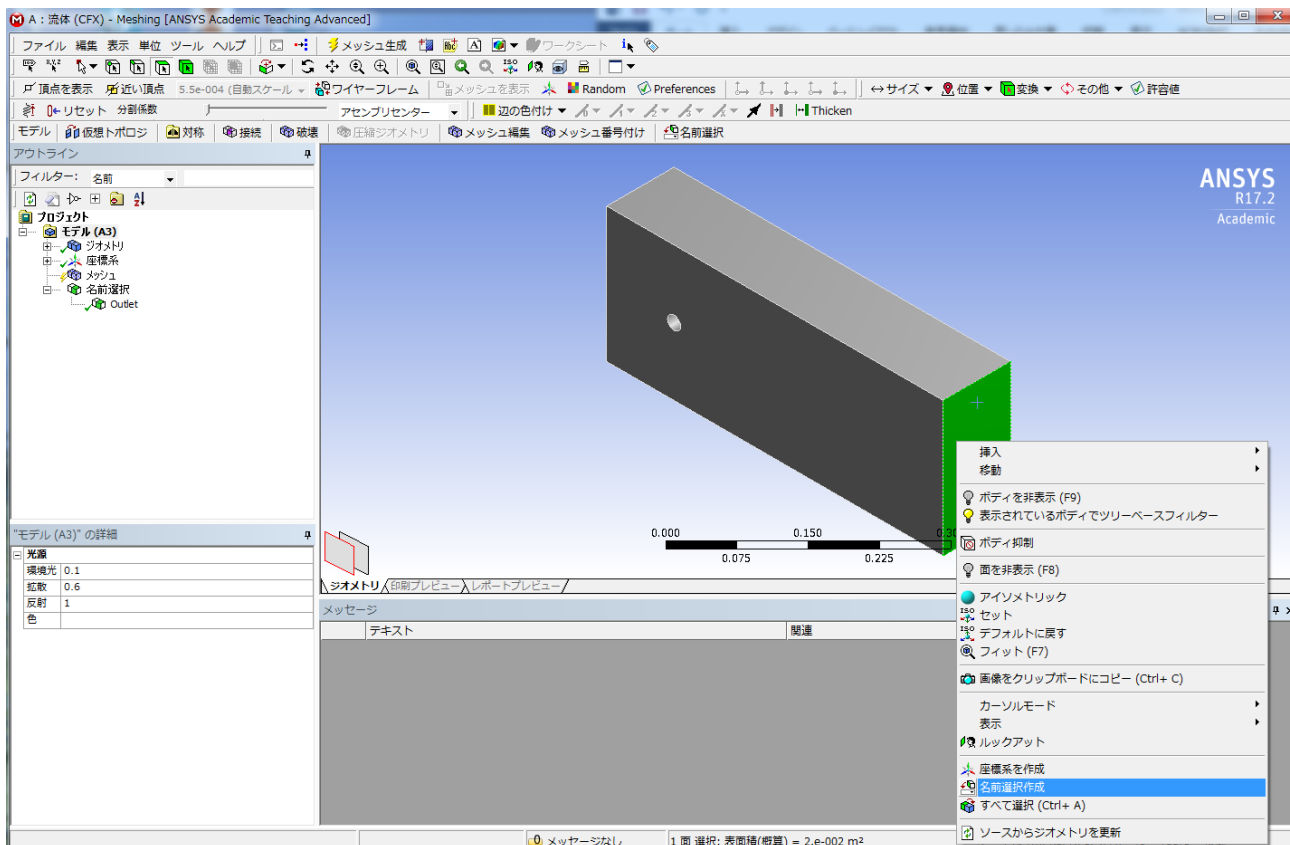 A : 流体 (CFX) - Meshing [ANSYS Academic Teaching Advanced]
ファイル 編集 表示 単位 ツール ヘルプ メッシュ生成 A ワークシート
頂点を表示 近い頂点 5.5e-004 (自動スケール ワイヤーフレーム メッシュを表示 Random Preferences サイズ 位置 変換 その他 許容値
リセット 分割係数 アセンブリセンター 辺の色付け Thicken
モデル 仮想トポロジ 対称 接続 破壊 圧縮ジオメトリ メッシュ編集 メッシュ番号付け 名前選択
アウトライン
フィルター: 名前
プロジェクト
モデル (A3)
ジオメトリ
座標系
メッシュ
名前選択
Outlet
"モデル (A3)" の詳細
光源
環境光 0.1
拡散 0.6
反射 1
色
ANSYS
R17.2
Academic
0.000 0.150 0.30
0.075 0.225
ジオメトリ 印刷プレビュー レポートプレビュー
メッセージ
テキスト 関連
挿入
移動
ボディを非表示 (F9)
表示されているボディでツリーベースフィルター
ボディ抑制
面を非表示 (F8)
アイソメトリック
ISO セット
ISO デフォルトに戻す
フィット (F7)
画像をクリップボードにコピー (Ctrl+ C)
カーソルモード
表示
ルックアット
座標系を作成
名前選択作成
すべて選択 (Ctrl+ A)
ソースからジオメトリを更新
0 メッセージなし 1 面 選択: 表面積(概算) = 2.e-002 m²